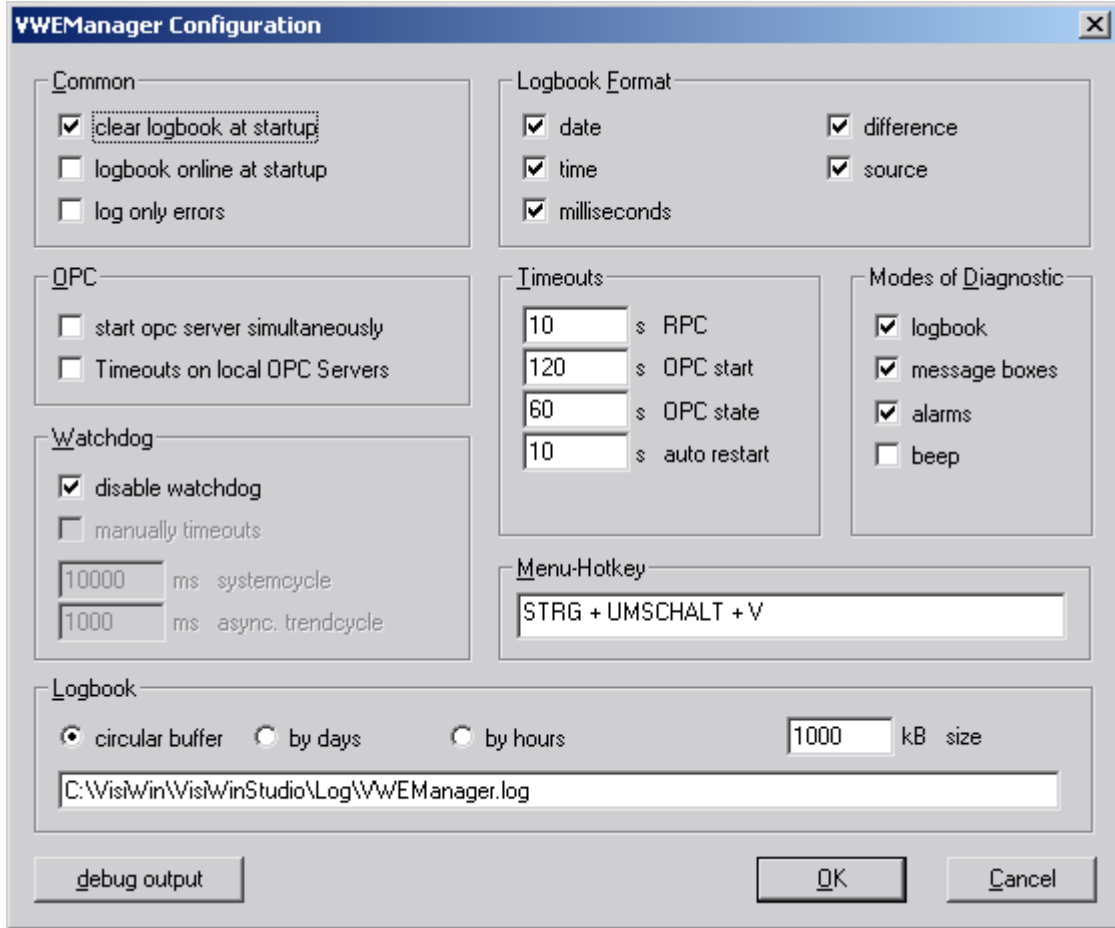 VWEManager Configuration
Common
clear logbook at startup
logbook online at startup
log only errors
Logbook Format
date
difference
time
source
milliseconds
OPC
start opc server simultaneously
Timeouts on local OPC Servers
Timeouts
10 s RPC
120 s OPC start
60 s OPC state
10 s auto restart
Modes of Diagnostic
logbook
message boxes
alarms
beep
Watchdog
disable watchdog
manually timeouts
10000 ms systemcycle
1000 ms async. trendcycle
Menu-Hotkey
STRG + UMSCHALT + V
Logbook
circular buffer by days by hours 1000 kB size
C:\VisiWin\VisiWinStudio\Log\VWEManager.log
debug output OK Cancel